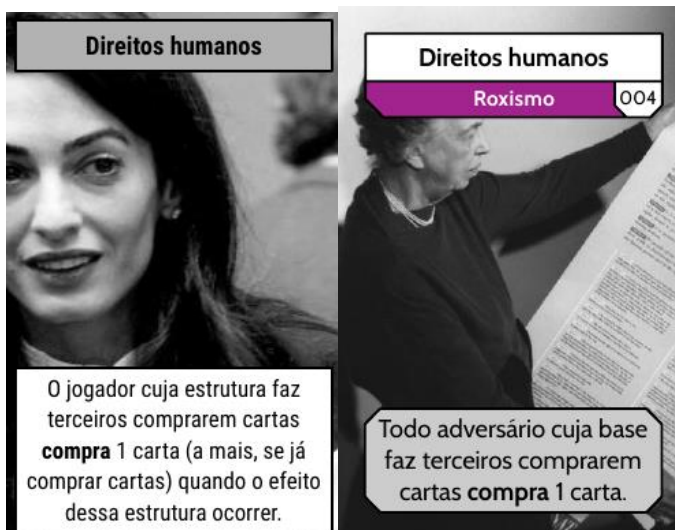 Direitos humanos
O jogador cuja estrutura faz
terceiros comprarem cartas
compra 1 carta (a mais, se já
comprar cartas) quando o efeito
dessa estrutura ocorrer.
Direitos humanos
Roxismo 004
Todo adversário cuja base
faz terceiros comprarem
cartas compra 1 carta.